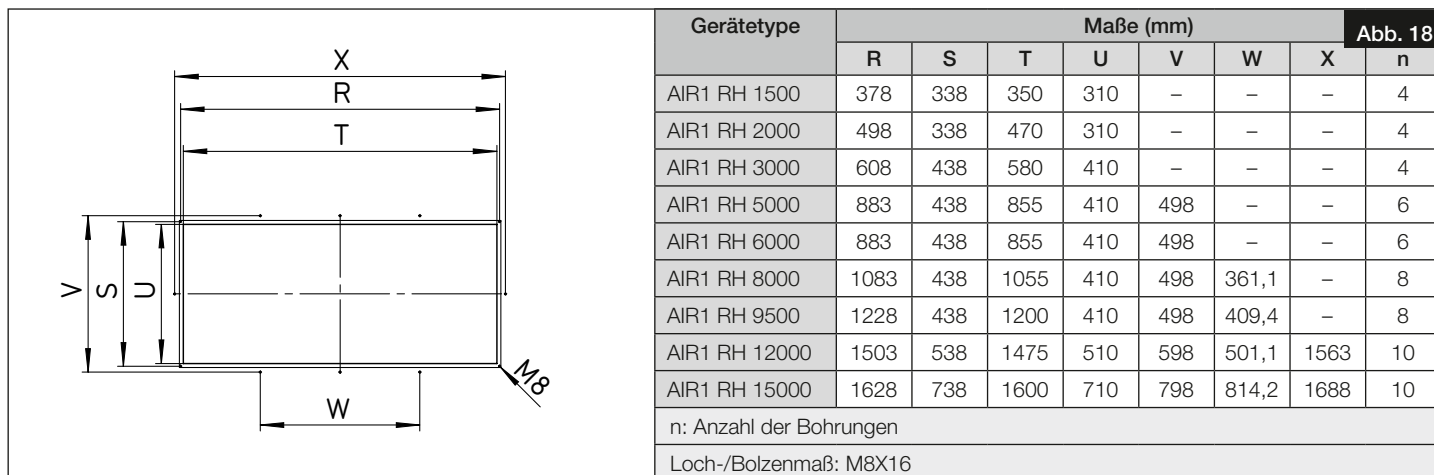 X
R
T
V S U
W
M8
Gerätetype Maße (mm) Abb. 18
R S T U V W X n
AIR1 RH 1500 378 338 350 310 – – – 4
AIR1 RH 2000 498 338 470 310 – – – 4
AIR1 RH 3000 608 438 580 410 – – – 4
AIR1 RH 5000 883 438 855 410 498 – – 6
AIR1 RH 6000 883 438 855 410 498 – – 6
AIR1 RH 8000 1083 438 1055 410 498 361,1 – 8
AIR1 RH 9500 1228 438 1200 410 498 409,4 – 8
AIR1 RH 12000 1503 538 1475 510 598 501,1 1563 10
AIR1 RH 15000 1628 738 1600 710 798 814,2 1688 10
n: Anzahl der Bohrungen
Loch-/Bolzenmaß: M8X16